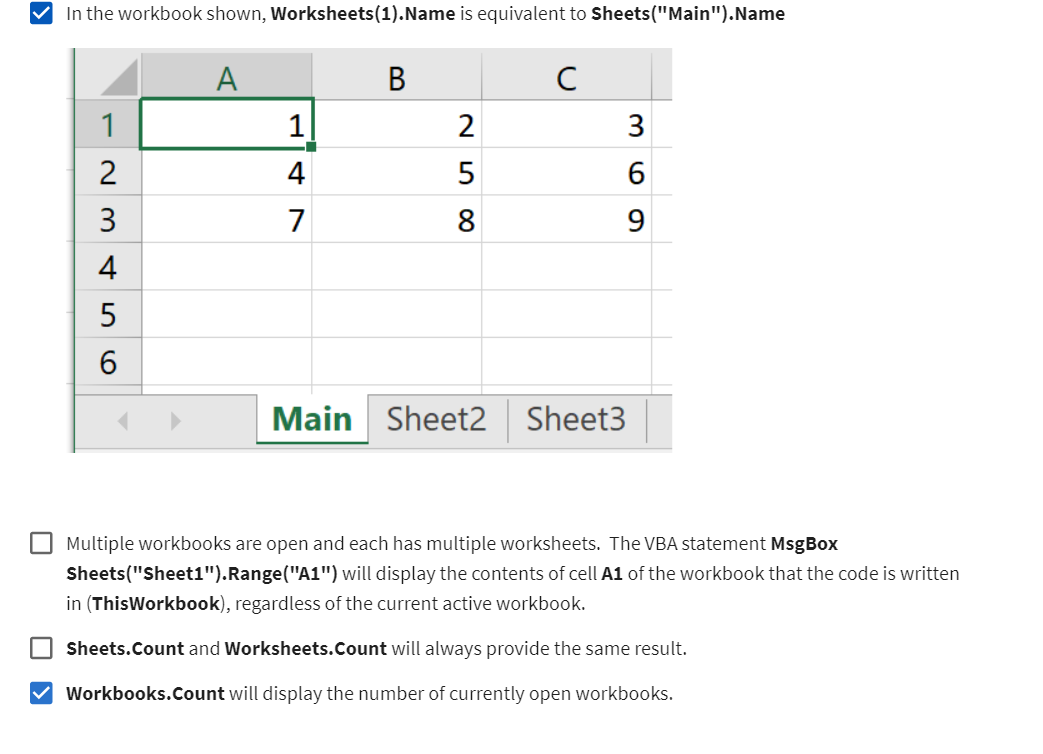 In the workbook shown, Worksheets(1).Name is equivalent to Sheets("Main").Name
A B C
1 1 2 3
2 4 5 6
3 7 8 9
4
5
6
Main Sheet2 Sheet3
Multiple workbooks are open and each has multiple worksheets. The VBA statement MsgBox
Sheets("Sheet1").Range("A1") will display the contents of cell A1 of the workbook that the code is written
in (ThisWorkbook), regardless of the current active workbook.
Sheets.Count and Worksheets.Count will always provide the same result.
Workbooks.Count will display the number of currently open workbooks.